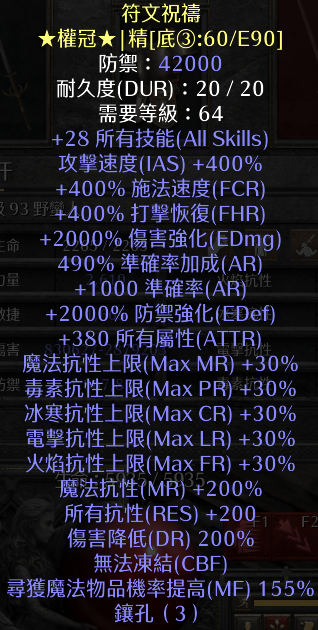 符文祝禱
★權冠★|精[底③:60/E90]
防禦：42000
耐久度(DUR)：20 / 20
需要等級：64
+28 所有技能(All Skills)
攻擊速度(IAS) +400%
+400% 施法速度(FCR)
+400% 打擊恢復(FHR)
+2000% 傷害強化(EDmg)
490% 準確率加成(AR)
+1000 準確率(AR)
+2000% 防禦強化(EDef)
+380 所有屬性(ATTR)
魔法抗性上限(Max MR) +30%
毒素抗性上限(Max PR) +30%
冰寒抗性上限(Max CR) +30%
電擊抗性上限(Max LR) +30%
火焰抗性上限(Max FR) +30%
魔法抗性(MR) +200%
所有抗性(RES) +200
傷害降低(DR) 200%
無法凍結(CBF)
尋獲魔法物品機率提高(MF) 155%
鑲孔（3）